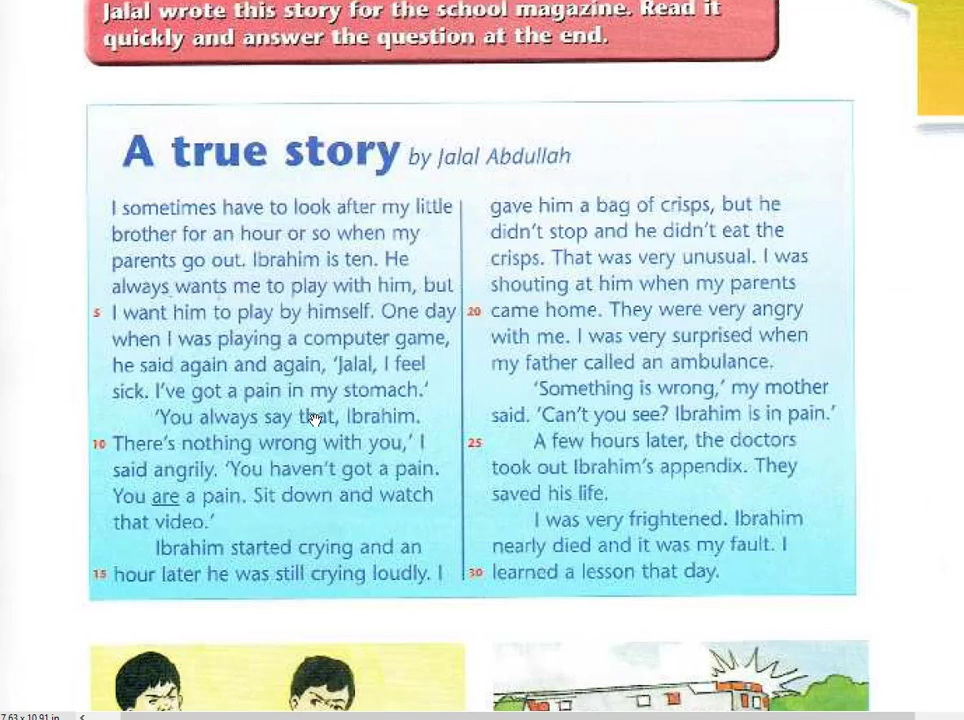 Jalal wrote this story for the school magazine. Read it
quickly and answer the question at the end.
A true story by Jalal Abdullah
I sometimes have to look after my little
brother for an hour or so when my
parents go out. Ibrahim is ten. He
always wants me to play with him, but
5 I want him to play by himself. One day
when I was playing a computer game,
he said again and again, 'Jalal, I feel
sick. I've got a pain in my stomach.'
'You always say that, Ibrahim.
10 There's nothing wrong with you,' I
said angrily. 'You haven't got a pain.
You are a pain. Sit down and watch
that video.'
Ibrahim started crying and an
15 hour later he was still crying loudly. I
gave him a bag of crisps, but he
didn't stop and he didn't eat the
crisps. That was very unusual. I was
shouting at him when my parents
20 came home. They were very angry
with me. I was very surprised when
my father called an ambulance.
'Something is wrong,' my mother
said. 'Can't you see? Ibrahim is in pain.'
25 A few hours later, the doctors
took out Ibrahim's appendix. They
saved his life.
I was very frightened. Ibrahim
nearly died and it was my fault. I
30 learned a lesson that day.
7.63 x 10.91 in